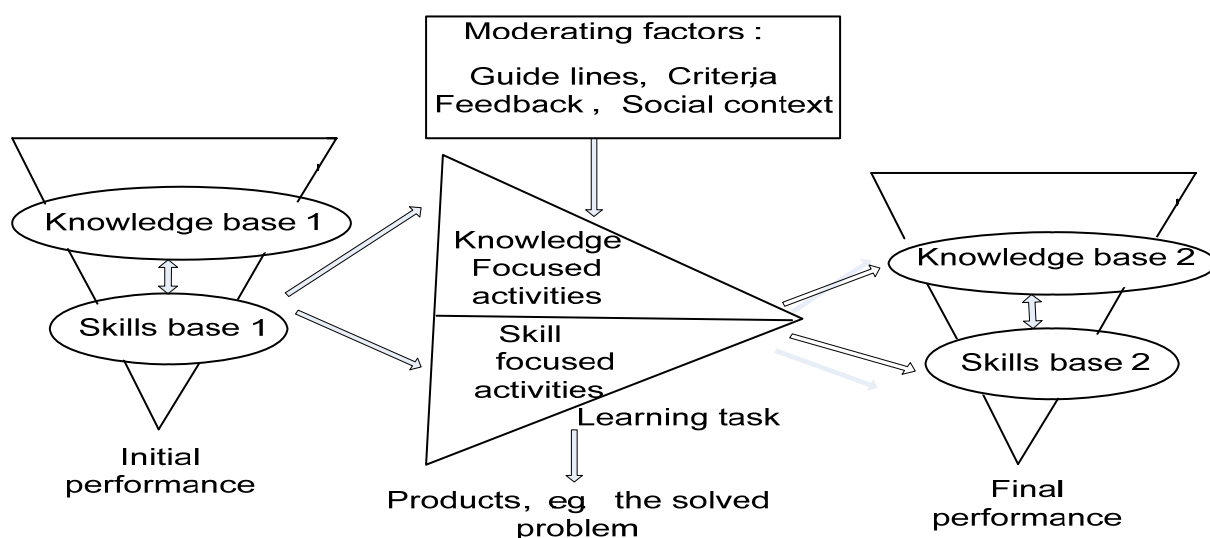 Moderating factors :
Guide lines, Criterja
Feedback , Social context
Knowledge base 1
Skills base 1
Initial
performance
Knowledge
Focused
activities
Skill
focused
activities
Learning task
Products, eg. the solved
problem
Knowledge base 2
Skills base 2
Final
performance